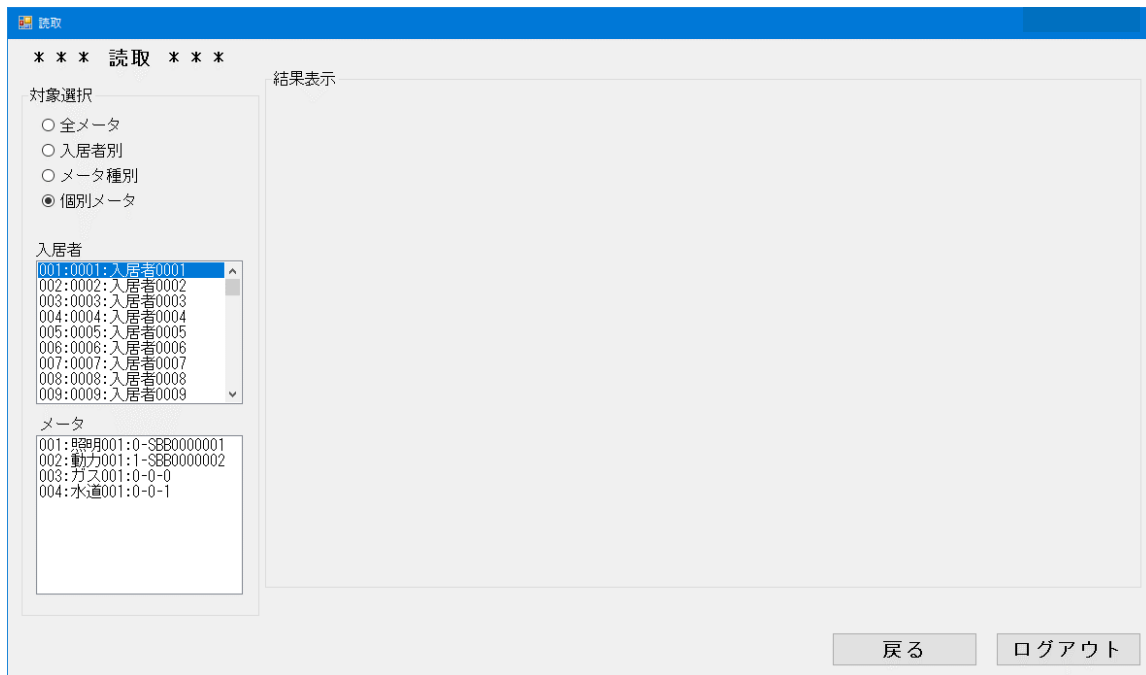 読取
＊＊＊ 読取 ＊＊＊
対象選択
全メータ
入居者別
メータ種別
個別メータ
入居者
001:0001:入居者0001
002:0002:入居者0002
003:0003:入居者0003
004:0004:入居者0004
005:0005:入居者0005
006:0006:入居者0006
007:0007:入居者0007
008:0008:入居者0008
009:0009:入居者0009
メータ
001:照明001:0-SBB0000001
002:動力001:1-SBB0000002
003:ガス001:0-0-0
004:水道001:0-0-1
結果表示
戻る
ログアウト